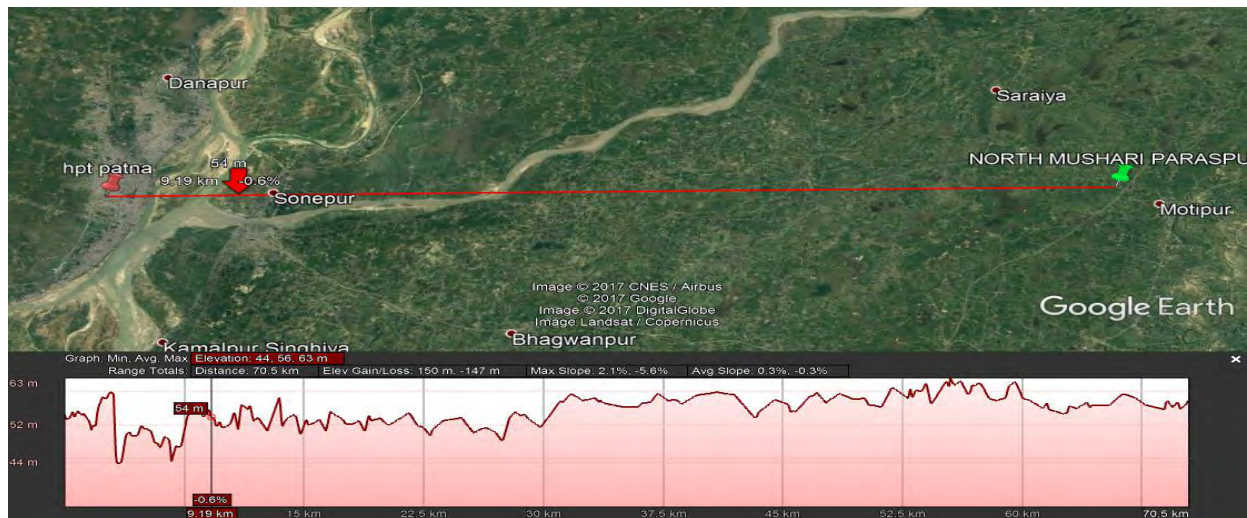 Danapur
Saraiya
hpt patna
54 m
9.19 km -0.6%
NORTH MUSHARI PARASPU
Sonepur
Motipur
Image © 2017 CNES / Airbus
© 2017 Google
Image © 2017 DigitalGlobe
Image Landsat / Copernicus
Google Earth
Bhagwanpur
Kamalpur Singhiya
Graph: Min, Avg, Max Elevation: 44, 56, 63 m
Range Totals: Distance: 70.5 km Elev Gain/Loss: 150 m, -147 m Max Slope: 2.1%, -5.6% Avg Slope: 0.3%, -0.3%
63 m
54 m
52 m
44 m
-0.6%
9.19 km 15 km 22.5 km 30 km 37.5 km 45 km 52.5 km 60 km 70.5 km